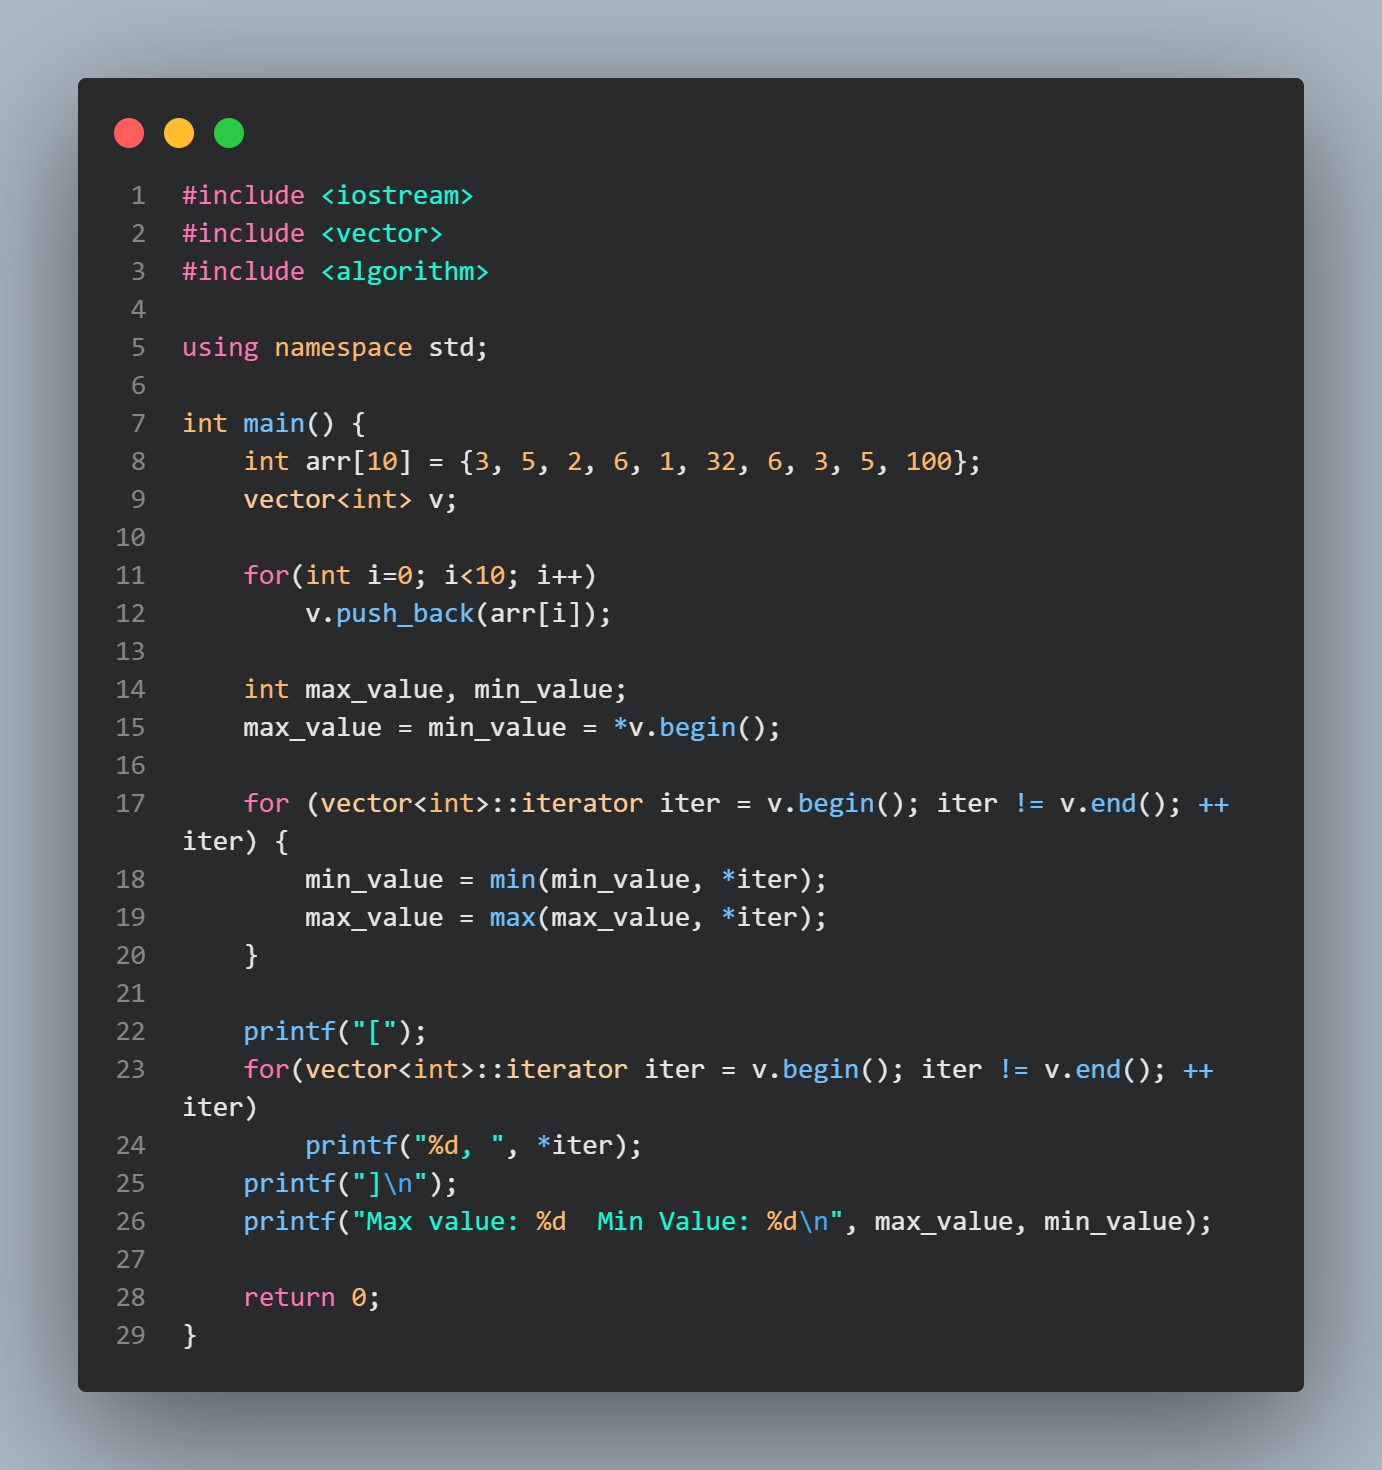 1 #include <iostream>
2 #include <vector>
3 #include <algorithm>
4
5 using namespace std;
6
7 int main() {
8     int arr[10] = {3, 5, 2, 6, 1, 32, 6, 3, 5, 100};
9     vector<int> v;
10
11     for(int i=0; i<10; i++)
12         v.push_back(arr[i]);
13
14     int max_value, min_value;
15     max_value = min_value = *v.begin();
16
17     for (vector<int>::iterator iter = v.begin(); iter != v.end(); ++
iter) {
18         min_value = min(min_value, *iter);
19         max_value = max(max_value, *iter);
20     }
21
22     printf("[");
23     for(vector<int>::iterator iter = v.begin(); iter != v.end(); ++
iter)
24         printf("%d, ", *iter);
25     printf("]\n");
26     printf("Max value: %d  Min Value: %d\n", max_value, min_value);
27
28     return 0;
29 }